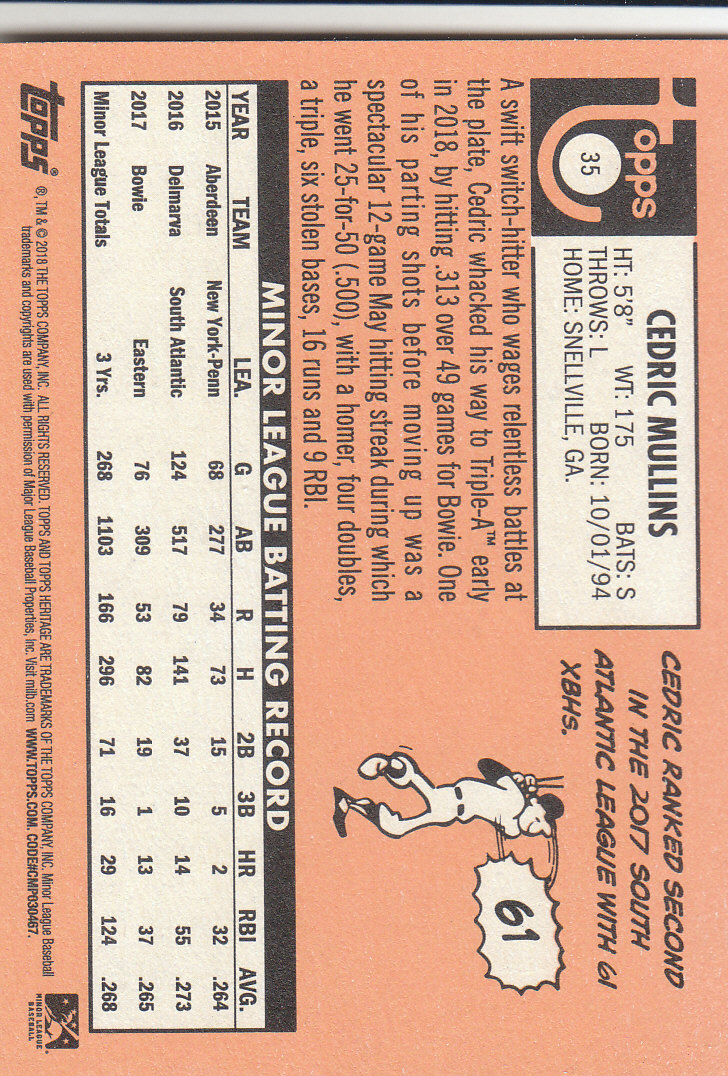 topps
35
CEDRIC MULLINS
HT: 5'8" WT: 175 BATS: S
THROWS: L BORN: 10/01/94
HOME: SNELLVILLE, GA.
CEDRIC RANKED SECOND
IN THE 2017 SOUTH
ATLANTIC LEAGUE WITH 61
XBHS.
61
A swift switch-hitter who wages relentless battles at
the plate, Cedric whacked his way to Triple-A™ early
in 2018, by hitting .313 over 49 games for Bowie. One
of his parting shots before moving up was a
spectacular 12-game May hitting streak during which
he went 25-for-50 (.500), with a homer, four doubles,
a triple, six stolen bases, 16 runs and 9 RBI.
MINOR LEAGUE BATTING RECORD
YEAR TEAM LEA. G AB R H 2B 3B HR RBI AVG.
2015 Aberdeen New York-Penn 68 277 34 73 15 5 2 32 .264
2016 Delmarva South Atlantic 124 517 79 141 37 10 14 55 .273
2017 Bowie Eastern 76 309 53 82 19 1 13 37 .265
Minor League Totals 3 Yrs. 268 1103 166 296 71 16 29 124 .268
topps®
®, TM & © 2018 THE TOPPS COMPANY, INC. ALL RIGHTS RESERVED. TOPPS AND TOPPS HERITAGE ARE TRADEMARKS OF THE TOPPS COMPANY, INC. Minor League Baseball
trademarks and copyrights are used with permission of Major League Baseball Properties, Inc. Visit milb.com WWW.TOPPS.COM. CODE#CMP030467.
MINOR LEAGUE
BASEBALL